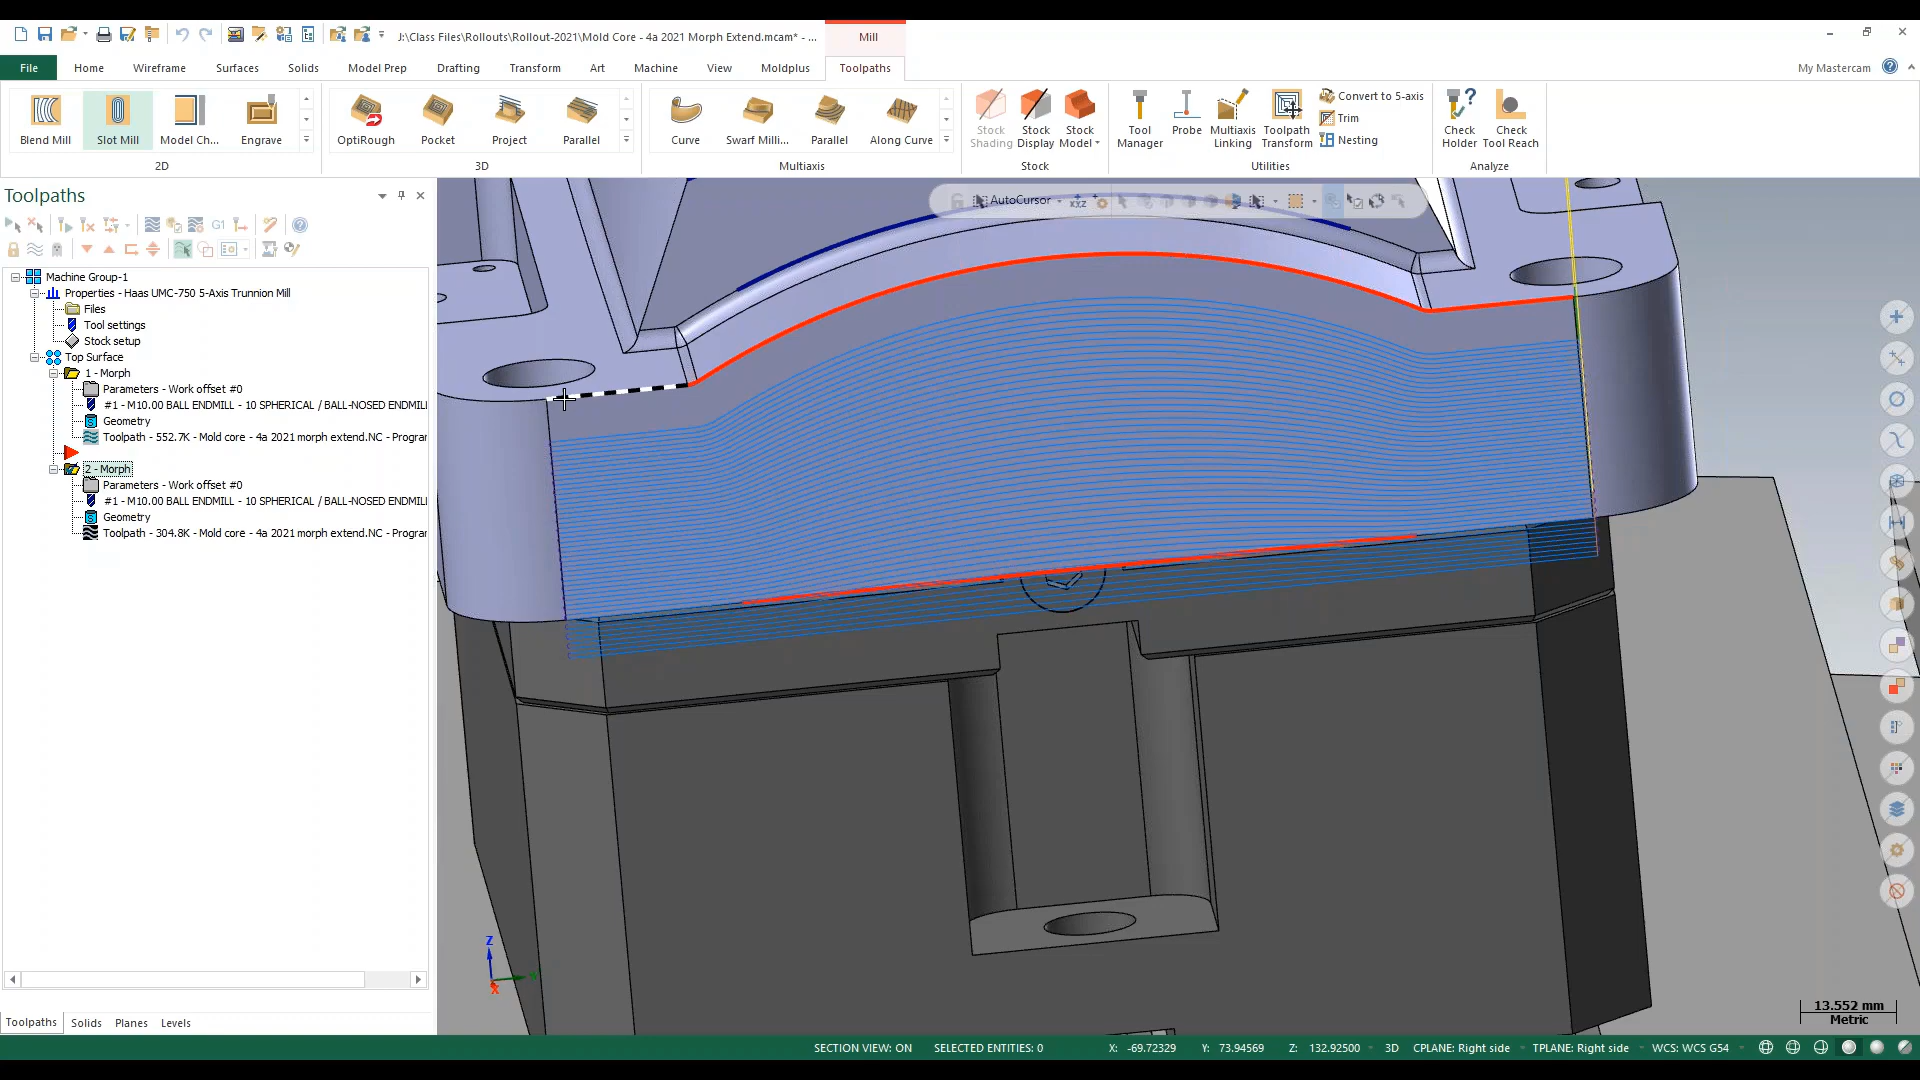 J:\Class Files\Rollouts\Rollout-2021\Mold Core - 4a 2021 Morph Extend.mcam* - ...
Mill
File
Home
Wireframe
Surfaces
Solids
Model Prep
Drafting
Transform
Art
Machine
View
Moldplus
Toolpaths
My Mastercam
Blend Mill
Slot Mill
Model Ch...
Engrave
2D
OptiRough
Pocket
Project
Parallel
3D
Curve
Swarf Milli...
Parallel
Along Curve
Multiaxis
Stock Shading
Stock Display
Stock Model
Stock
Tool Manager
Probe
Multiaxis Linking
Toolpath Transform
Convert to 5-axis
Trim
Nesting
Utilities
Check Holder
Check Tool Reach
Analyze
Toolpaths
G1
AutoCursor
XYZ
Machine Group-1
Properties - Haas UMC-750 5-Axis Trunnion Mill
Files
Tool settings
Stock setup
Top Surface
1 - Morph
Parameters - Work offset #0
#1 - M10.00 BALL ENDMILL - 10 SPHERICAL / BALL-NOSED ENDMILL
Geometry
Toolpath - 552.7K - Mold core - 4a 2021 morph extend.NC - Prograr
2 - Morph
Parameters - Work offset #0
#1 - M10.00 BALL ENDMILL - 10 SPHERICAL / BALL-NOSED ENDMILL
Geometry
Toolpath - 304.8K - Mold core - 4a 2021 morph extend.NC - Prograr
Z
X
13.552 mm
Metric
Toolpaths
Solids
Planes
Levels
SECTION VIEW: ON
SELECTED ENTITIES: 0
X: -69.72329
Y: 73.94569
Z: 132.92500
3D
CPLANE: Right side
TPLANE: Right side
WCS: WCS G54